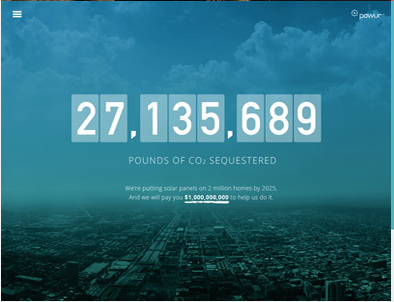 powur
27,135,689
POUNDS OF CO₂ SEQUESTERED
We're putting solar panels on 2 million homes by 2025.
And we will pay you $1,000,000,000 to help us do it.